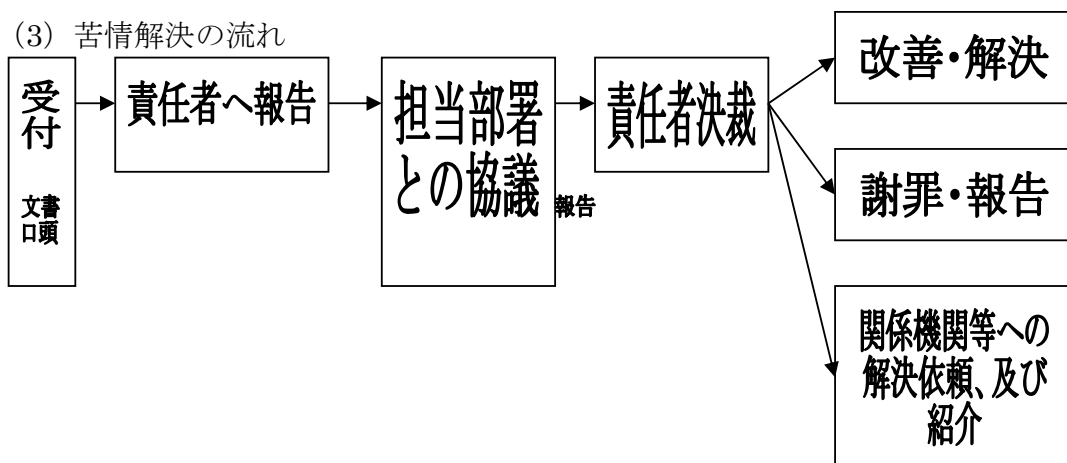 （3）苦情解決の流れ
受
付
文書
口頭
責任者へ報告
担当部署
との協議
報告
責任者決裁
改善・解決
謝罪・報告
関係機関等への
解決依頼、及び
紹介